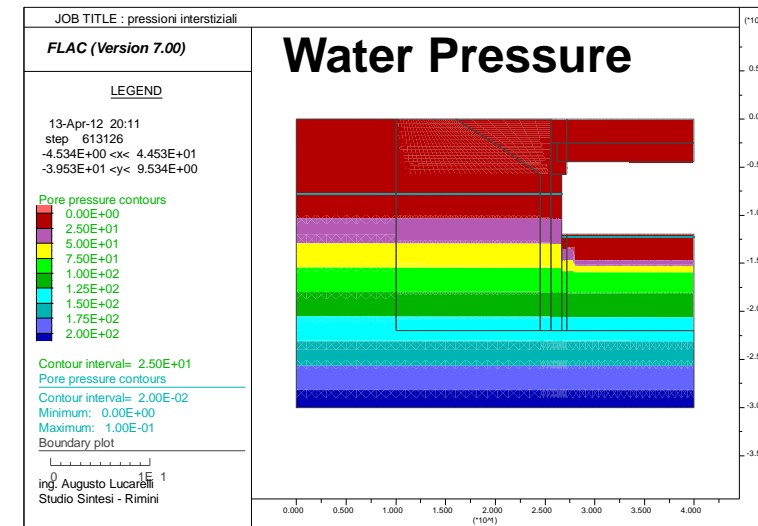 JOB TITLE : pressioni interstiziali
FLAC (Version 7.00)
LEGEND
13-Apr-12 20:11
step 613126
-4.534E+00 <x< 4.453E+01
-3.953E+01 <y< 9.534E+00
Pore pressure contours
0.00E+00
2.50E+01
5.00E+01
7.50E+01
1.00E+02
1.25E+02
1.50E+02
1.75E+02
2.00E+02
Contour interval= 2.50E+01
Pore pressure contours
Contour interval= 2.00E-02
Minimum: 0.00E+00
Maximum: 1.00E-01
Boundary plot
0 1E 1
ing. Augusto Lucarelli
Studio Sintesi - Rimini
Water Pressure
(*10
0.5
0.0
-0.5
-1.0
-1.5
-2.0
-2.5
-3.0
-3.5
0.000 0.500 1.000 1.500 2.000 2.500 3.000 3.500 4.000
(*10^1)